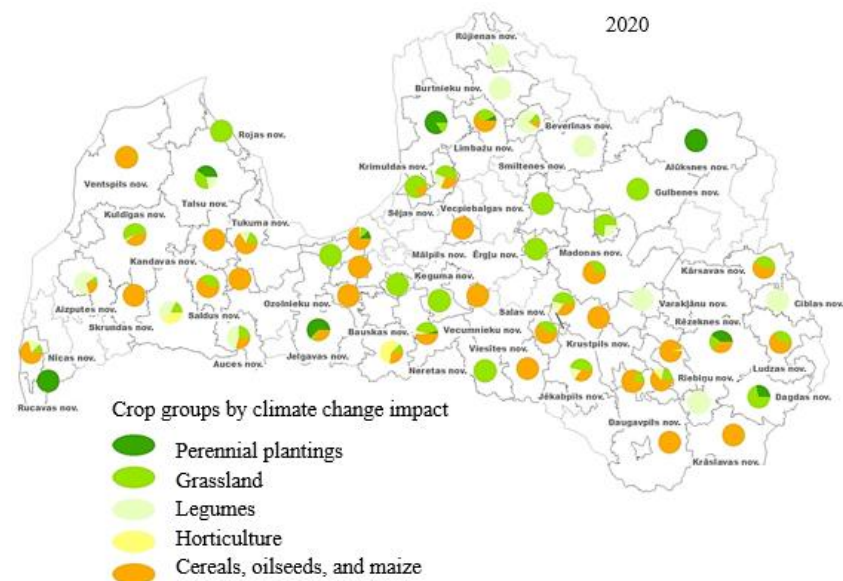 2020
Rūjienas nov.
Burtnieku nov.
Rojas nov.
Beverīnas nov.
Limbažu nov.
Ventspils nov.
Krimuldas nov.
Smiltenes nov.
Alūksnes nov.
Talsu nov.
Gulbenes nov.
Sējas nov.
Vecpiebalgas nov.
Kuldīgas nov.
Tukuma nov.
Kandavas nov.
Mālpils nov.
Ērgļu nov.
Madonas nov.
Kārsavas nov.
Ķeguma nov.
Aizputes nov.
Ozolnieku nov.
Varakļānu nov.
Ciblas nov.
Skrundas nov.
Saldus nov.
Salas nov.
Rēzeknes nov.
Bauskas nov.
Vecumnieku nov.
Krustpils nov.
Nīcas nov.
Auces nov.
Jelgavas nov.
Viesītes nov.
Ludzas nov.
Neretas nov.
Riebiņu nov.
Rucavas nov.
Jēkabpils nov.
Dagdas nov.
Daugavpils nov.
Krāslavas nov.
Crop groups by climate change impact
Perennial plantings
Grassland
Legumes
Horticulture
Cereals, oilseeds, and maize